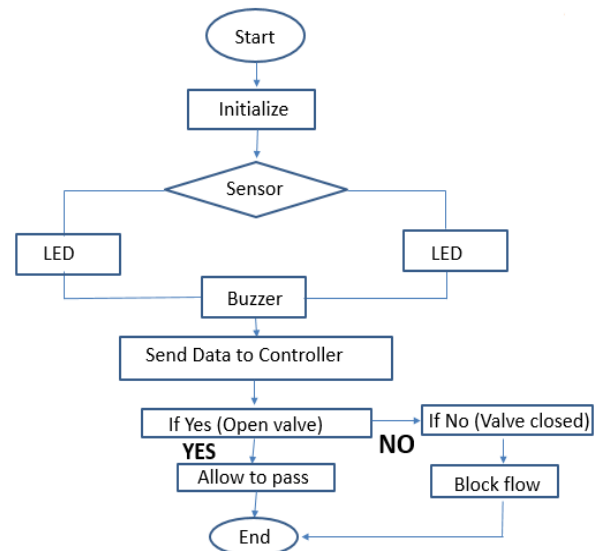 Start
Initialize
Sensor
LED
LED
Buzzer
Send Data to Controller
If Yes (Open valve)
If No (Valve closed)
YES
NO
Allow to pass
Block flow
End